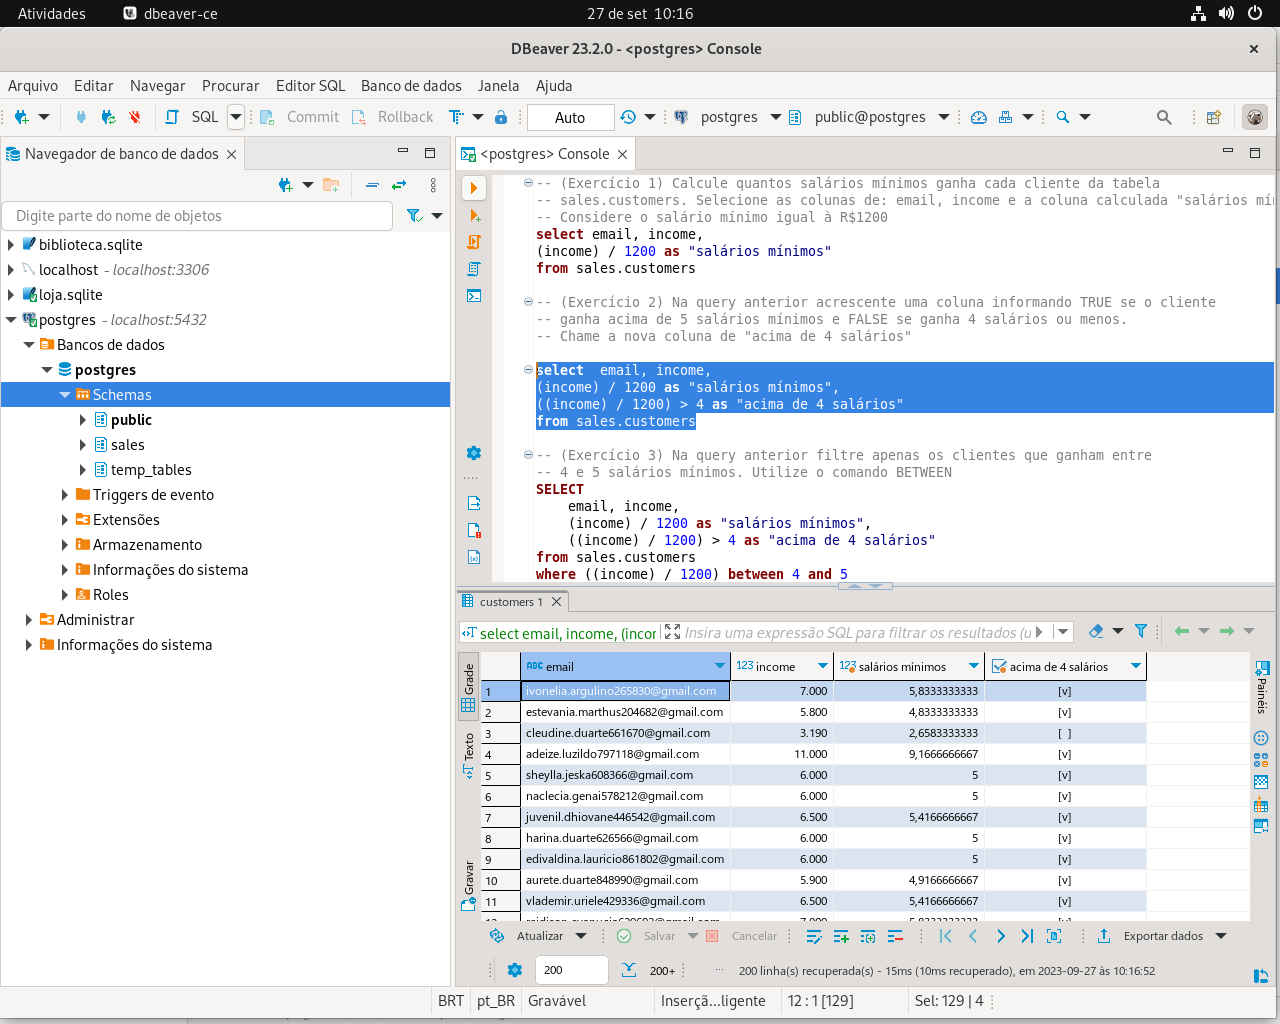 Atividades
dbeaver-ce
27 de set  10:16
DBeaver 23.2.0 - <postgres> Console
Arquivo
Editar
Navegar
Procurar
Editor SQL
Banco de dados
Janela
Ajuda
SQL
Commit
Rollback
Auto
postgres
public@postgres
Navegador de banco de dados
Digite parte do nome de objetos
biblioteca.sqlite
localhost - localhost:3306
loja.sqlite
postgres - localhost:5432
Bancos de dados
postgres
Schemas
public
sales
temp_tables
Triggers de evento
Extensões
Armazenamento
Informações do sistema
Roles
Administrar
Informações do sistema
<postgres> Console
-- (Exercício 1) Calcule quantos salários mínimos ganha cada cliente da tabela
-- sales.customers. Selecione as colunas de: email, income e a coluna calculada "salários
-- Considere o salário mínimo igual à R$1200
select email, income,
(income) / 1200 as "salários mínimos"
from sales.customers
-- (Exercício 2) Na query anterior acrescente uma coluna informando TRUE se o cliente
-- ganha acima de 5 salários mínimos e FALSE se ganha 4 salários ou menos.
-- Chame a nova coluna de "acima de 4 salários"
select  email, income,
(income) / 1200 as "salários mínimos",
((income) / 1200) > 4 as "acima de 4 salários"
from sales.customers
-- (Exercício 3) Na query anterior filtre apenas os clientes que ganham entre
-- 4 e 5 salários mínimos. Utilize o comando BETWEEN
SELECT
email, income,
(income) / 1200 as "salários mínimos",
((income) / 1200) > 4 as "acima de 4 salários"
from sales.customers
where ((income) / 1200) between 4 and 5
customers 1
select email, income, (incor
Insira uma expressão SQL para filtrar os resultados (u
Grade
Texto
Gravar
Painéis
ABC email
123 income
123 salários mínimos
acima de 4 salários
1 ivonelia.argulino265830@gmail.com 7.000 5,8333333333 [v]
2 estevania.marthus204682@gmail.com 5.800 4,8333333333 [v]
3 cleudine.duarte661670@gmail.com 3.190 2,6583333333 [ ]
4 adeize.luzildo797118@gmail.com 11.000 9,1666666667 [v]
5 sheylla.jeska608366@gmail.com 6.000 5 [v]
6 naclecia.genai578212@gmail.com 6.000 5 [v]
7 juvenil.dhiovane446542@gmail.com 6.500 5,4166666667 [v]
8 harina.duarte626566@gmail.com 6.000 5 [v]
9 edivaldina.lauricio861802@gmail.com 6.000 5 [v]
10 aurete.duarte848990@gmail.com 5.900 4,9166666667 [v]
11 vlademir.uriele429336@gmail.com 6.500 5,4166666667 [v]
Atualizar
Salvar
Cancelar
Exportar dados
200
200+
200 linha(s) recuperada(s) - 15ms (10ms recuperado), em 2023-09-27 às 10:16:52
BRT
pt_BR
Gravável
Inserçã...ligente
12 : 1 [129]
Sel: 129 | 4